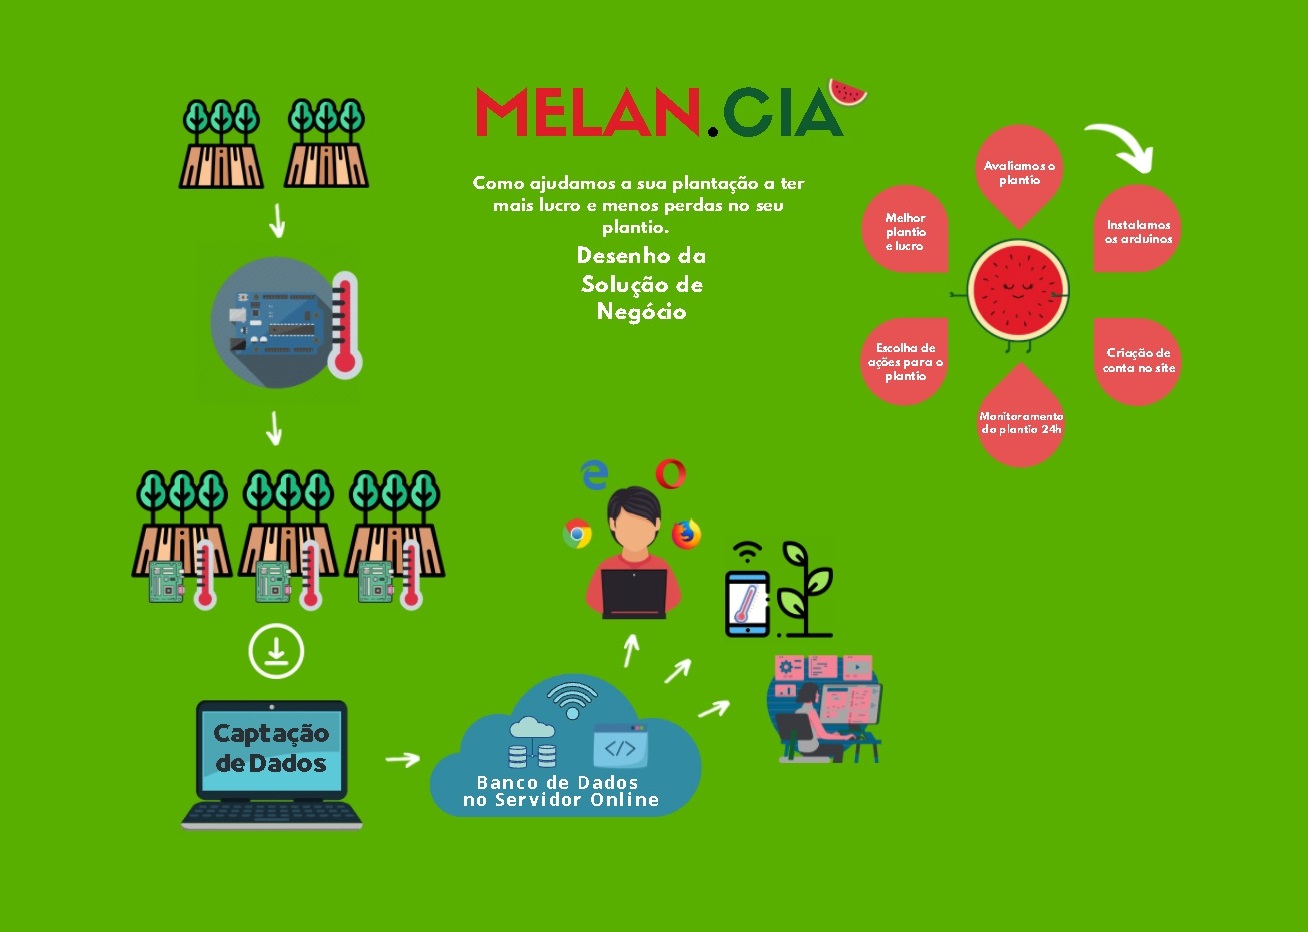 MELAN.CIA
Como ajudamos a sua plantação a ter
mais lucro e menos perdas no seu
plantio.
Desenho da
Solução de
Negócio
Avaliamos o
plantio
Instalamos
os arduinos
Criação de
conta no site
Monitoramento
do plantio 24h
Escolha de
ações para o
plantio
Melhor
plantio
e lucro
Captação
de Dados
Banco de Dados
no Servidor Online